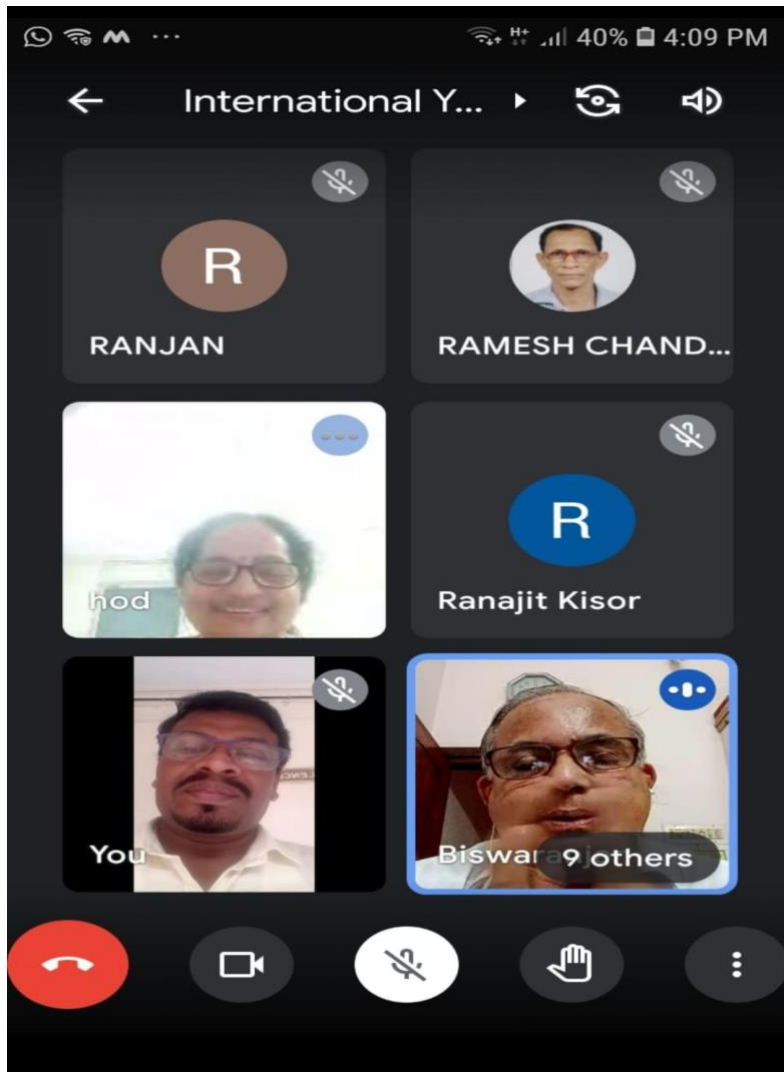 40% 4:09 PM
International Y...
R
RANJAN
RAMESH CHAND...
hod
R
Ranajit Kisor
You
9 others